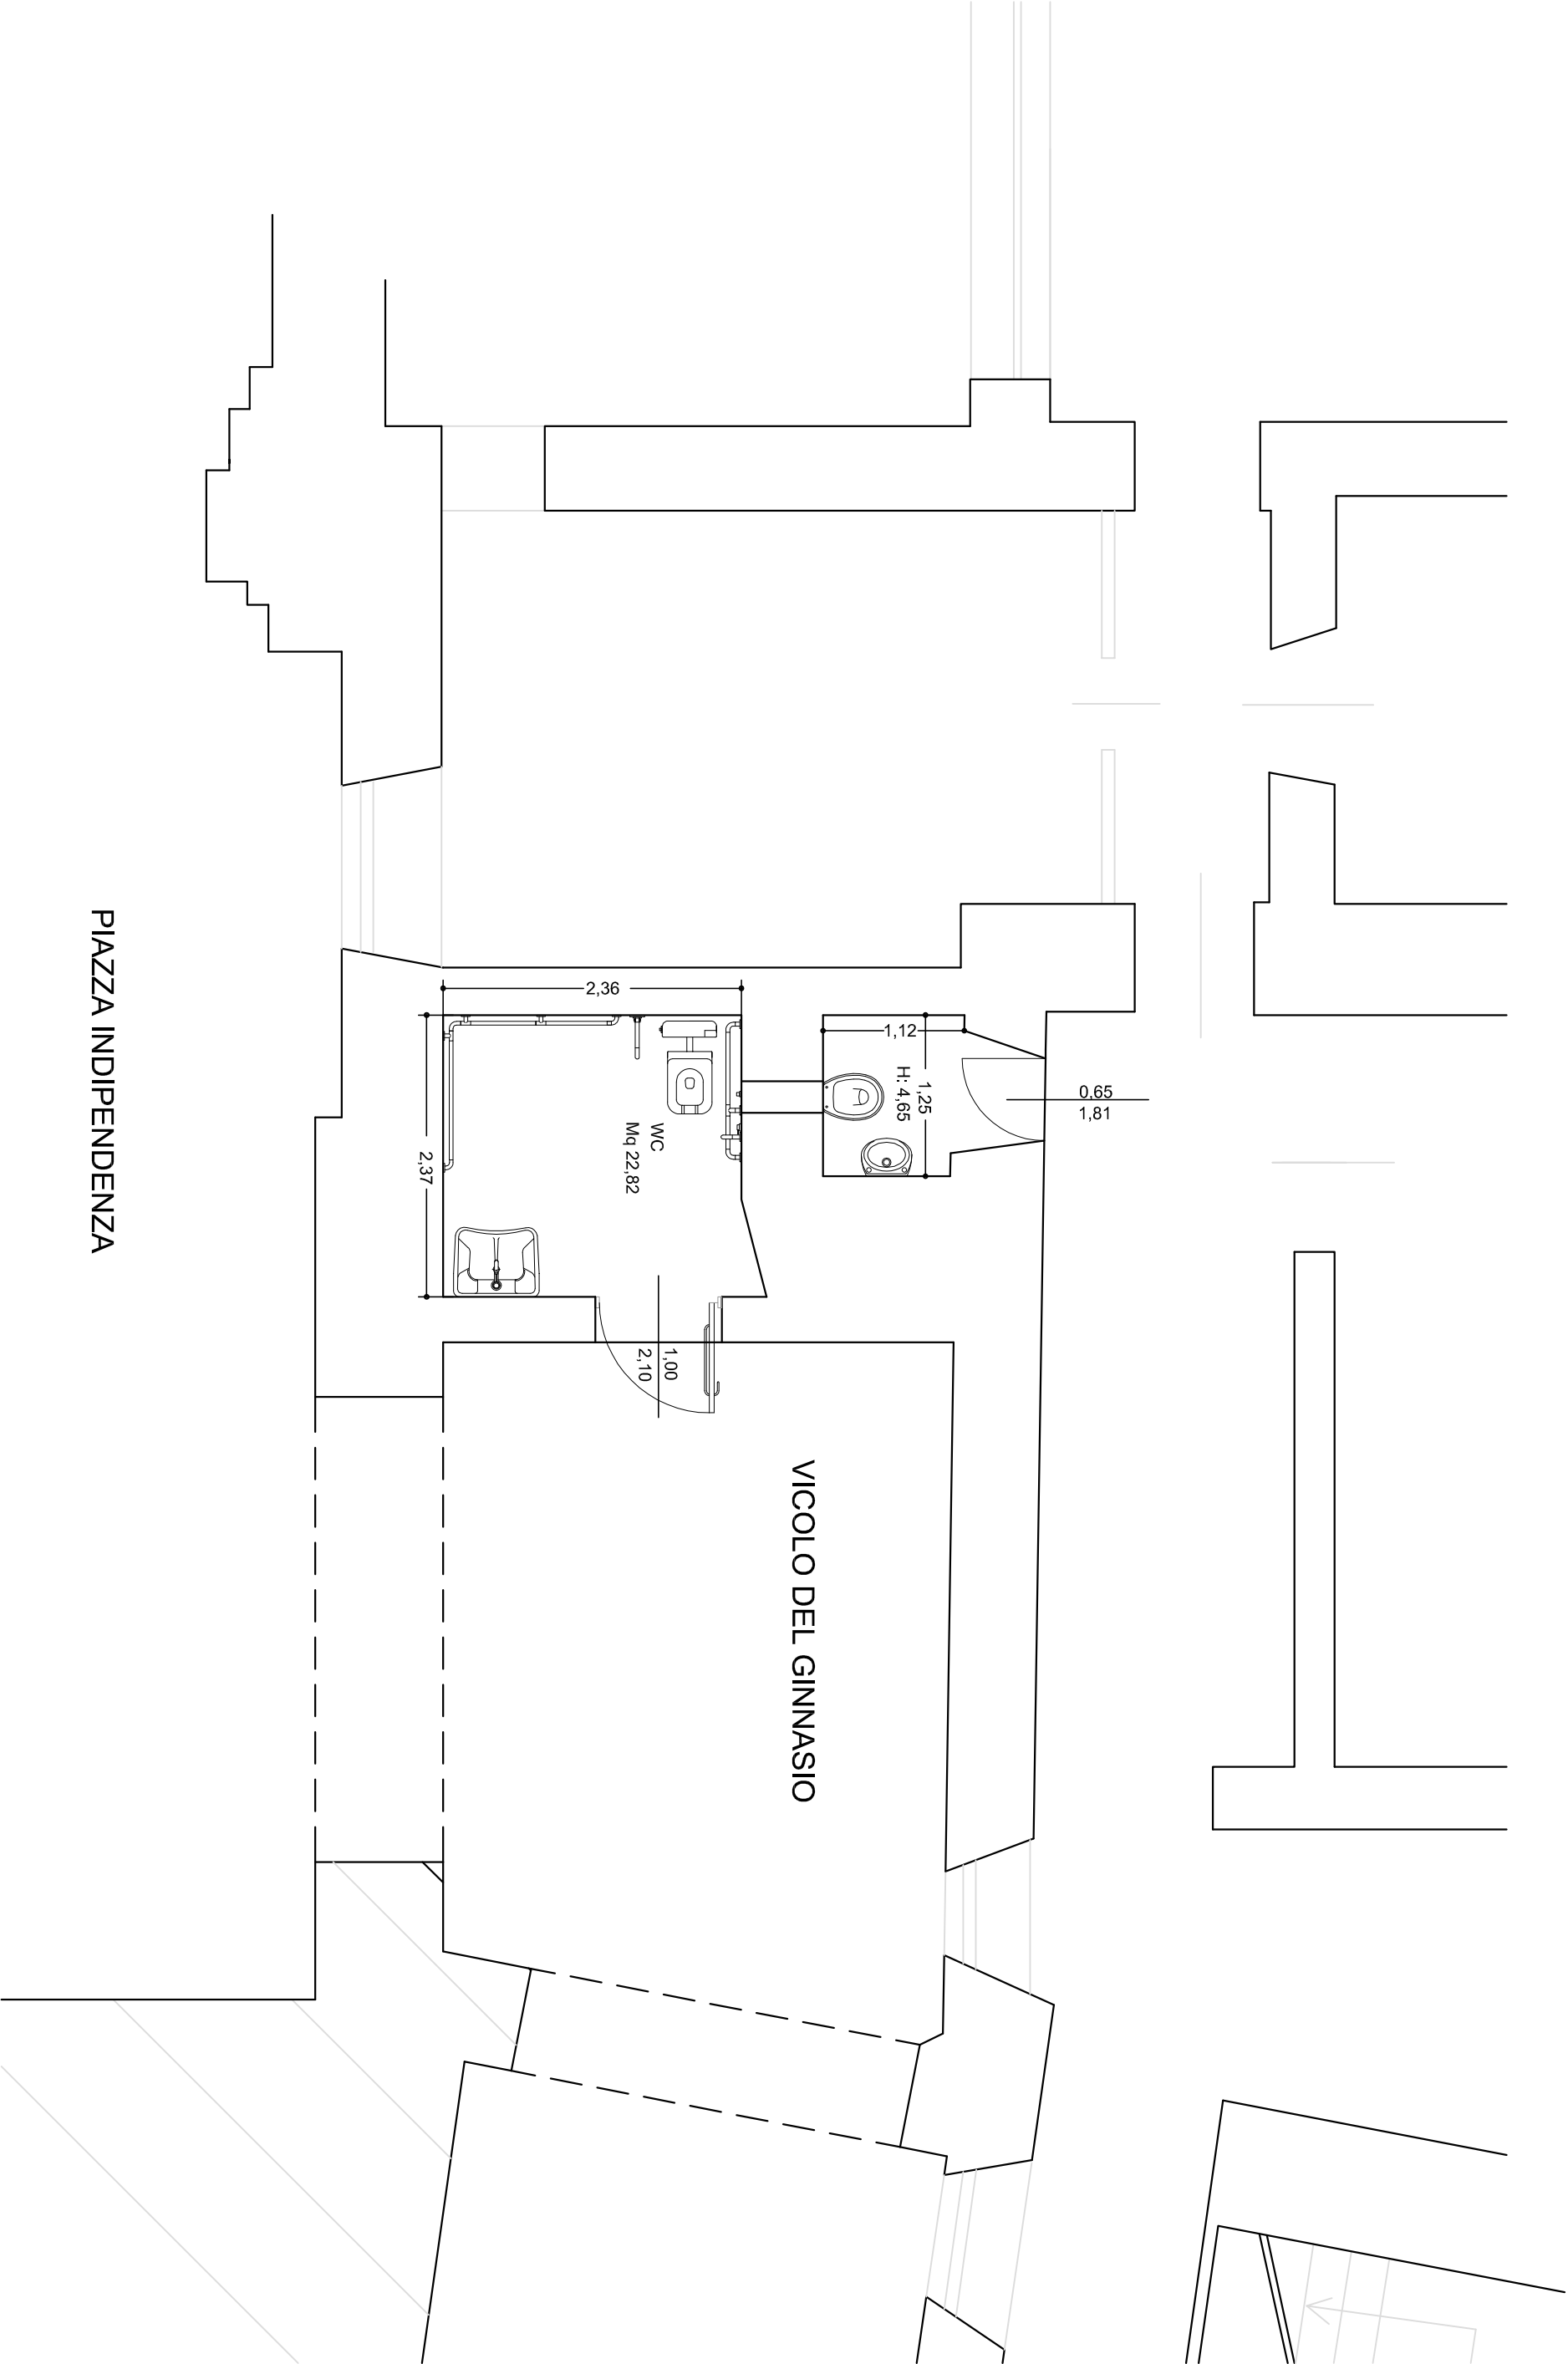 PIAZZA INDIPENDENZA
2,36
2,37
WC
Mq 22,82
1,12
1,25
H: 4,65
0,65
1,81
1,00
2,10
VICOLO DEL GINNASIO